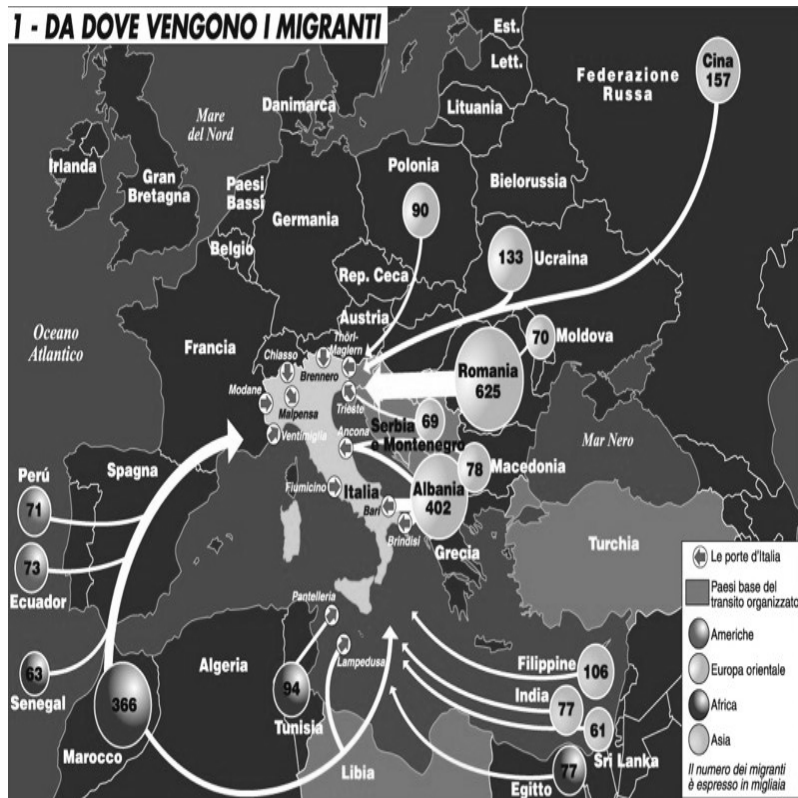 1 - DA DOVE VENGONO I MIGRANTI
Est.
Lett.
Lituania
Federazione
Russa
Cina
157
Danimarca
Mare
del Nord
Irlanda
Gran
Bretagna
Paesi
Bassi
Belgio
Germania
Polonia
90
Bielorussia
133
Ucraina
Rep. Ceca
Austria
70
Moldova
Oceano
Atlantico
Francia
Chiasso
Brennero
Thörl-
Maglern
Modane
Malpensa
Trieste
Romania
625
Ventimiglia
Ancona
Serbia
e Montenegro
69
Mar Nero
78
Macedonia
Perú
71
Spagna
Fiumicino
Italia
Bari
Albania
402
Brindisi
Grecia
73
Ecuador
Turchia
Pantelleria
Lampedusa
63
Senegal
366
Marocco
Algeria
94
Tunisia
Libia
Filippine
106
India
77
61
Sri Lanka
Egitto
77
Le porte d'Italia
Paesi base del
transito organizzato
Americhe
Europa orientale
Africa
Asia
Il numero dei migranti
è espresso in migliaia